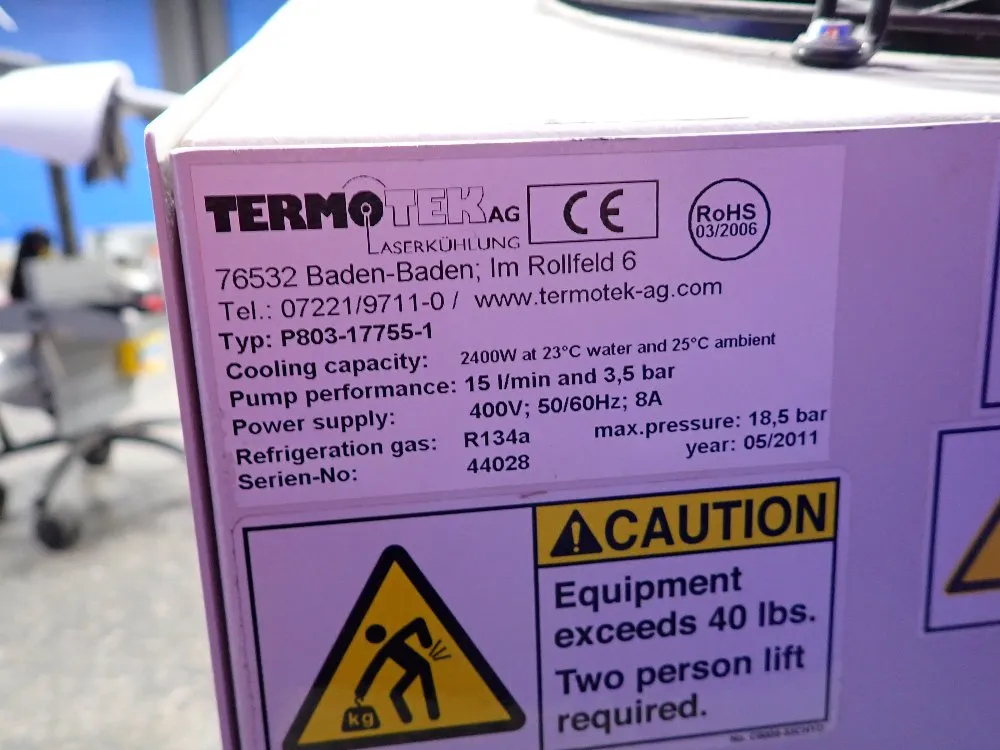 TERMOTEK AG
LASERKÜHLUNG
CE
RoHS
03/2006
76532 Baden-Baden; Im Rollfeld 6
Tel.: 07221/9711-0 / www.termotek-ag.com
Typ: P803-17755-1
Cooling capacity: 2400W at 23°C water and 25°C ambient
Pump performance: 15 l/min and 3,5 bar
Power supply: 400V; 50/60Hz; 8A
Refrigeration gas: R134a max.pressure: 18,5 bar
Serien-No: 44028 year: 05/2011
CAUTION
Equipment
exceeds 40 lbs.
Two person lift
required.
kg